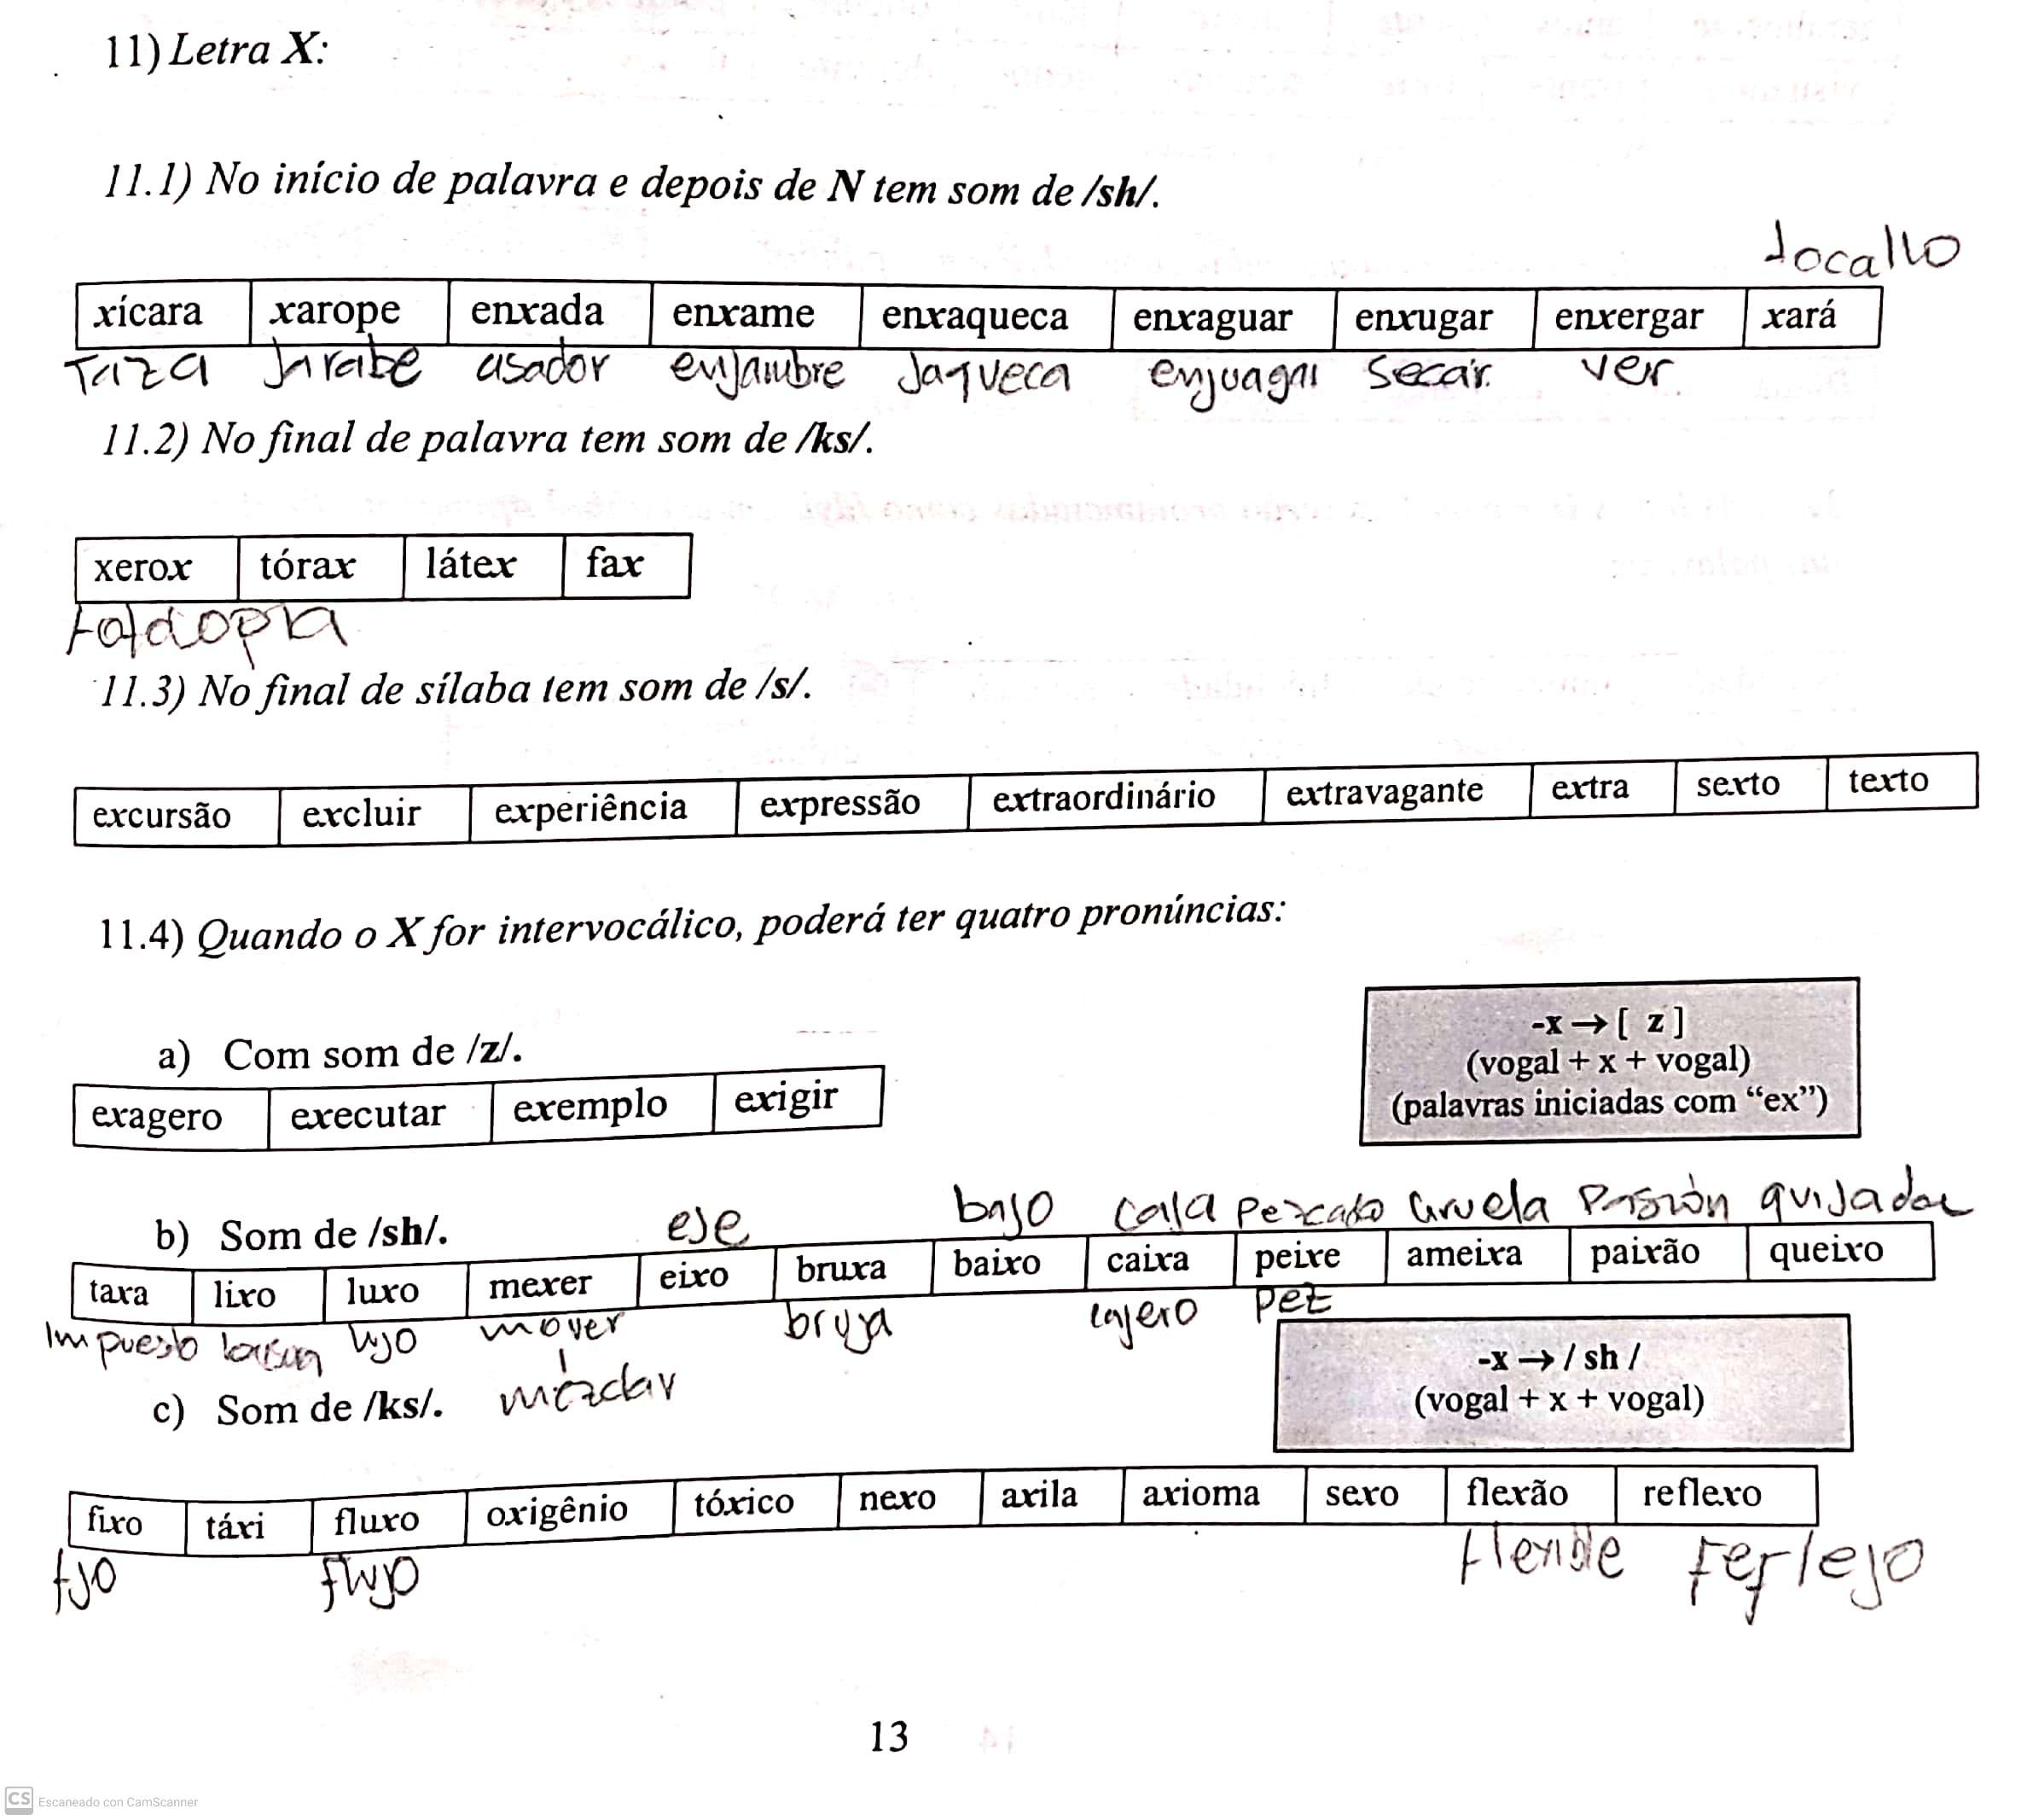 11) Letra X:
11.1) No início de palavra e depois de N tem som de /sh/.
tocallo
xícara xarope enxada enxame enxaqueca enxaguar enxugar enxergar xará
Taza Jarabe asador enjambre Jaqueca enjuagar secar. ver.
11.2) No final de palavra tem som de /ks/.
xerox tórax látex fax
fotocopia
11.3) No final de sílaba tem som de /s/.
excursão excluir experiência expressão extraordinário extravagante extra sexto texto
11.4) Quando o X for intervocálico, poderá ter quatro pronúncias:
a) Com som de /z/.
exagero executar exemplo exigir
-x → [ z ]
(vogal + x + vogal)
(palavras iniciadas com “ex”)
b) Som de /sh/.
eje bajo caja pexcado ciruela Pasión quijada
taxa lixo luxo mexer eixo bruxa baixo caixa peixe ameixa paixão queixo
Impuesto lujo mover bruja cajero pez
mezclar
-x → / sh /
(vogal + x + vogal)
c) Som de /ks/.
fixo táxi fluxo oxigênio tóxico nexo axila axioma sexo flexão reflexo
fijo flujo flexible reflejo
13
CS Escaneado con CamScanner